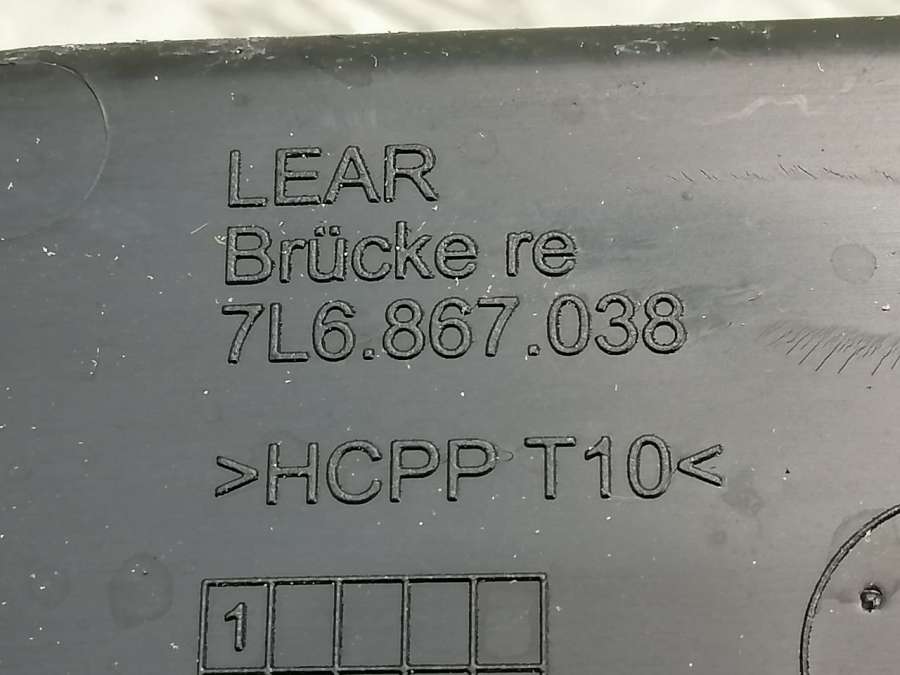 LEAR
Brücke re
7L6.867.038
>HCPP T10<
1